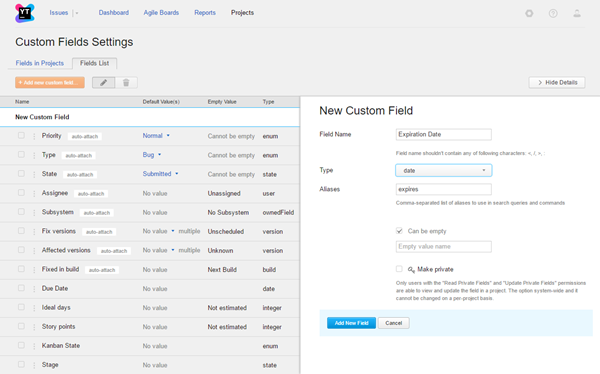 YT
Issues
Dashboard
Agile Boards
Reports
Projects
Custom Fields Settings
Fields in Projects
Fields List
+ Add new custom field...
> Hide Details
Name Default Value(s) Empty Value Type
New Custom Field
Priority auto-attach Normal Cannot be empty enum
Type auto-attach Bug Cannot be empty enum
State auto-attach Submitted Cannot be empty state
Assignee auto-attach No value Unassigned user
Subsystem auto-attach No value No Subsystem ownedField
Fix versions auto-attach No value multiple Unscheduled version
Affected versions auto-attach No value multiple Unknown version
Fixed in build auto-attach No value Next Build build
Due Date No value date
Ideal days No value Not estimated integer
Story points No value Not estimated integer
Kanban State No value enum
Stage No value state
New Custom Field
Field Name Expiration Date
Field name shouldn't contain any of following characters: <, /, >, :
Type date
Aliases expires
Comma-separated list of aliases to use in search queries and commands
Can be empty
Empty value name
Make private
Only users with the "Read Private Fields" and "Update Private Fields" permissions
are able to view and update the field in a project. The option system-wide and it
cannot be changed on a per-project basis.
Add New Field Cancel